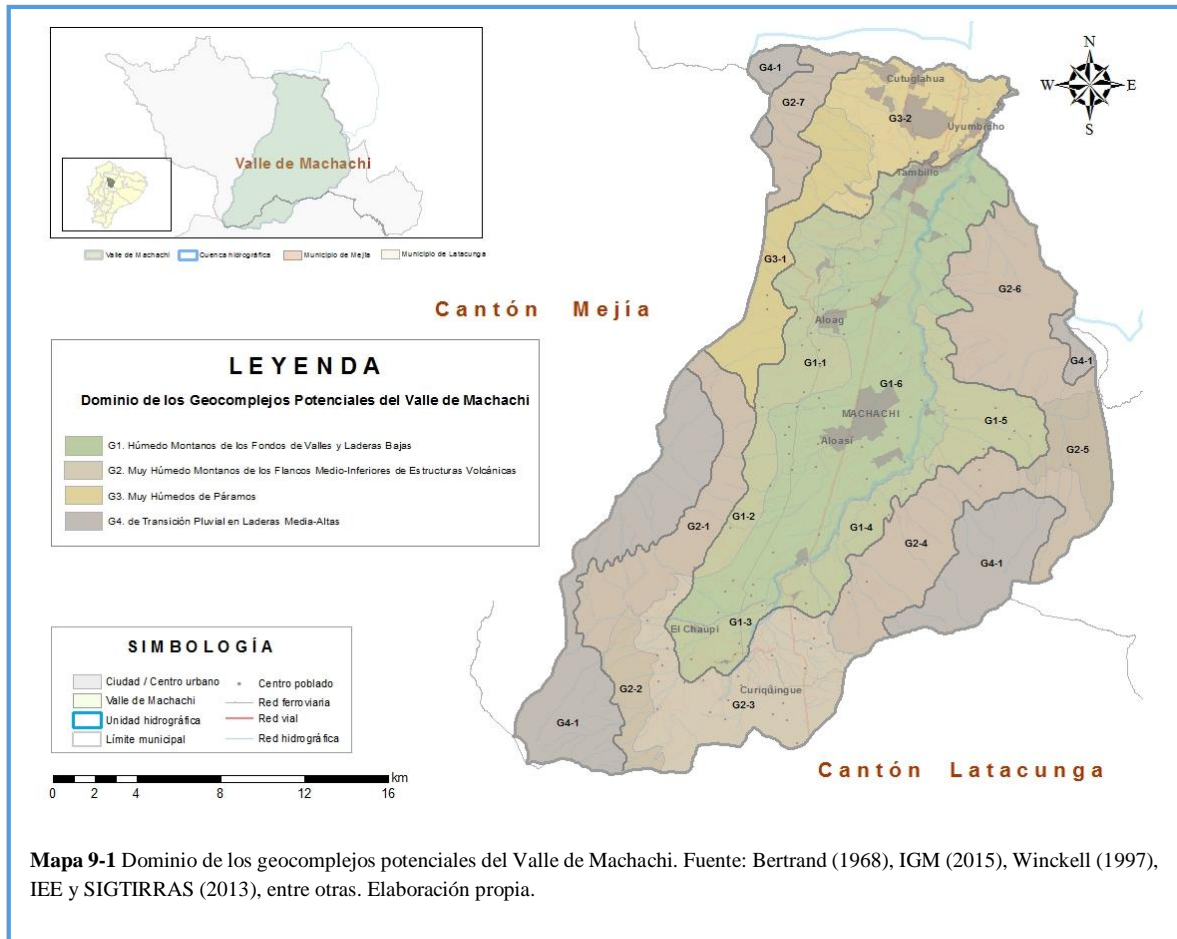 Valle de Machachi
Valle de Machachi
Cuenca hidrográfica
Municipio de Mejía
Municipio de Latacunga
Cantón Mejía
LEYENDA
Dominio de los Geocomplejos Potenciales del Valle de Machachi
G1. Húmedo Montanos de los Fondos de Valles y Laderas Bajas
G2. Muy Húmedo Montanos de los Flancos Medio-Inferiores de Estructuras Volcánicas
G3. Muy Húmedos de Páramos
G4. de Transición Pluvial en Laderas Media-Altas
SIMBOLOGÍA
Ciudad / Centro urbano
Valle de Machachi
Unidad hidrográfica
Límite municipal
Centro poblado
Red ferroviaria
Red vial
Red hidrográfica
km
0 2 4 8 12 16
N
W E
S
G4-1
G2-7
Cutuglahua
G3-2
Uyumbicho
Tambillo
G3-1
G2-6
Aloag
G1-1
G4-1
G1-6
MACHACHI
G1-5
Aloasí
G2-5
G1-2
G2-1
G1-4
G2-4
G4-1
G1-3
El Chaupi
G2-2
Curiquingue
G2-3
G4-1
Cantón Latacunga
Mapa 9-1 Dominio de los geocomplejos potenciales del Valle de Machachi. Fuente: Bertrand (1968), IGM (2015), Winckell (1997),
IEE y SIGTIRRAS (2013), entre otras. Elaboración propia.